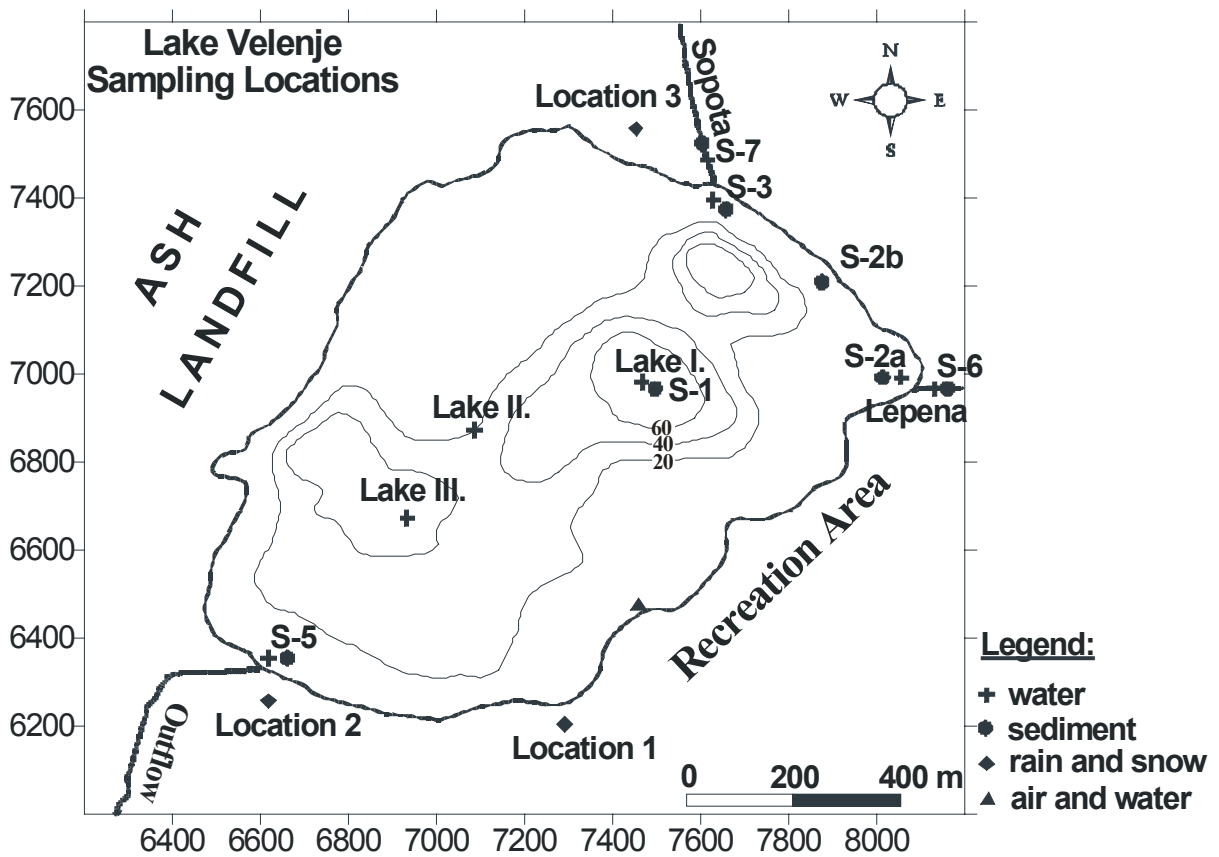 Lake Velenje
Sampling Locations
N
W
E
S
Sopota
Location 3
S-7
S-3
S-2b
ASH
LANDFILL
Lake I.
S-1
S-2a
S-6
Lepena
Lake II.
60
40
20
Lake III.
Recreation Area
S-5
Location 2
Outflow
Location 1
0 200 400 m
7600
7400
7200
7000
6800
6600
6400
6200
6400 6600 6800 7000 7200 7400 7600 7800 8000
Legend:
water
sediment
rain and snow
air and water